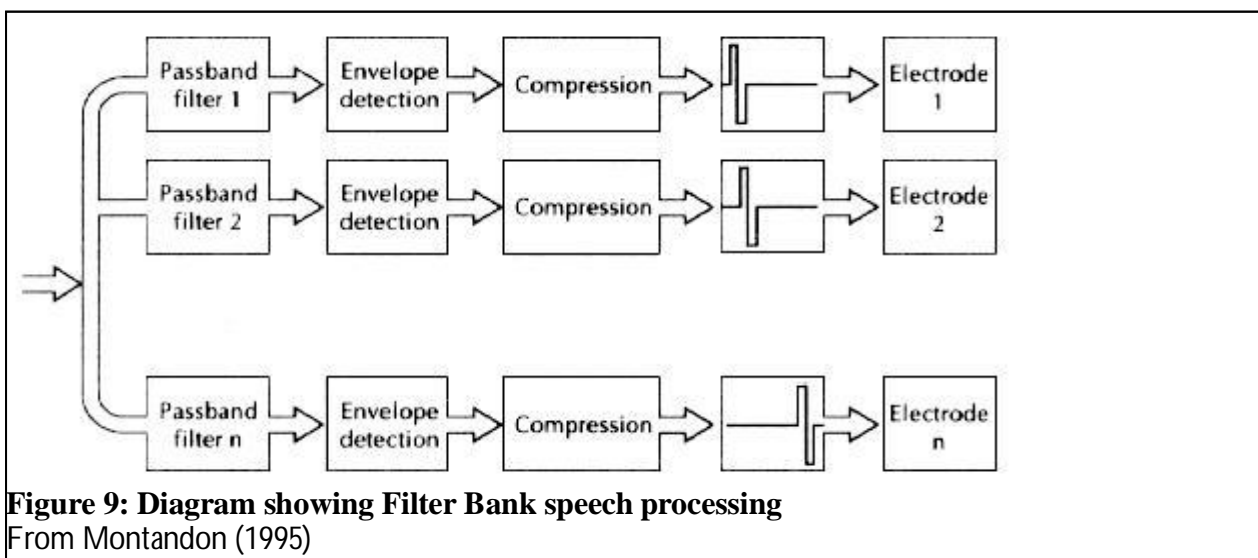 Passband
filter 1
Envelope
detection
Compression
Electrode
1
Passband
filter 2
Envelope
detection
Compression
Electrode
2
Passband
filter n
Envelope
detection
Compression
Electrode
n
Figure 9: Diagram showing Filter Bank speech processing
From Montandon (1995)